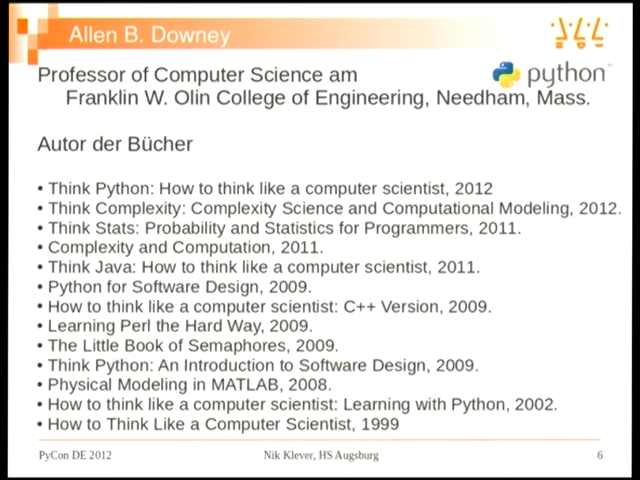 Allen B. Downey
python
Professor of Computer Science am
Franklin W. Olin College of Engineering, Needham, Mass.
Autor der Bücher
• Think Python: How to think like a computer scientist, 2012
• Think Complexity: Complexity Science and Computational Modeling, 2012.
• Think Stats: Probability and Statistics for Programmers, 2011.
• Complexity and Computation, 2011.
• Think Java: How to think like a computer scientist, 2011.
• Python for Software Design, 2009.
• How to think like a computer scientist: C++ Version, 2009.
• Learning Perl the Hard Way, 2009.
• The Little Book of Semaphores, 2009.
• Think Python: An Introduction to Software Design, 2009.
• Physical Modeling in MATLAB, 2008.
• How to think like a computer scientist: Learning with Python, 2002.
• How to Think Like a Computer Scientist, 1999
PyCon DE 2012 Nik Klever, HS Augsburg 6